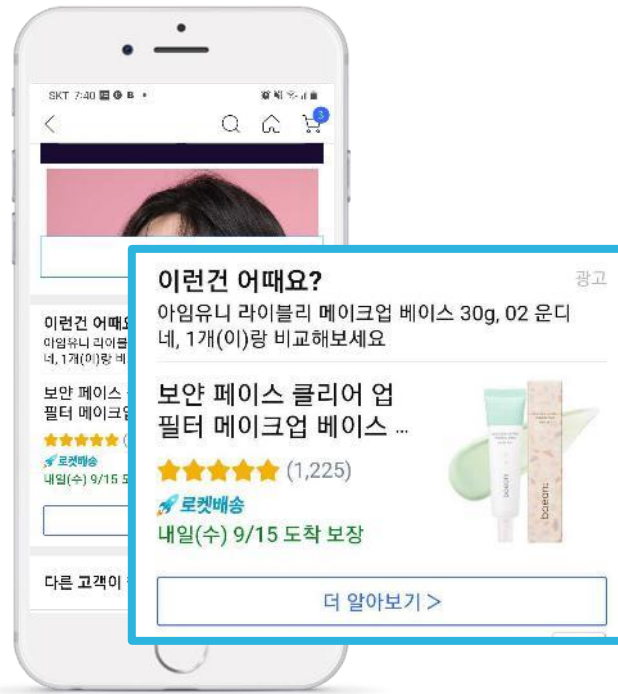 SKT 7:40
3
이런건 어때요
아임유니 라이블
네, 1개(이)랑 비
보얀 페이스
필터 메이크업
로켓배송
내일(수) 9/15 도
다른 고객이
이런건 어때요?
광고
아임유니 라이블리 메이크업 베이스 30g, 02 운디
네, 1개(이)랑 비교해보세요
보얀 페이스 클리어 업
필터 메이크업 베이스 ...
(1,225)
로켓배송
내일(수) 9/15 도착 보장
boeon:
더 알아보기 >